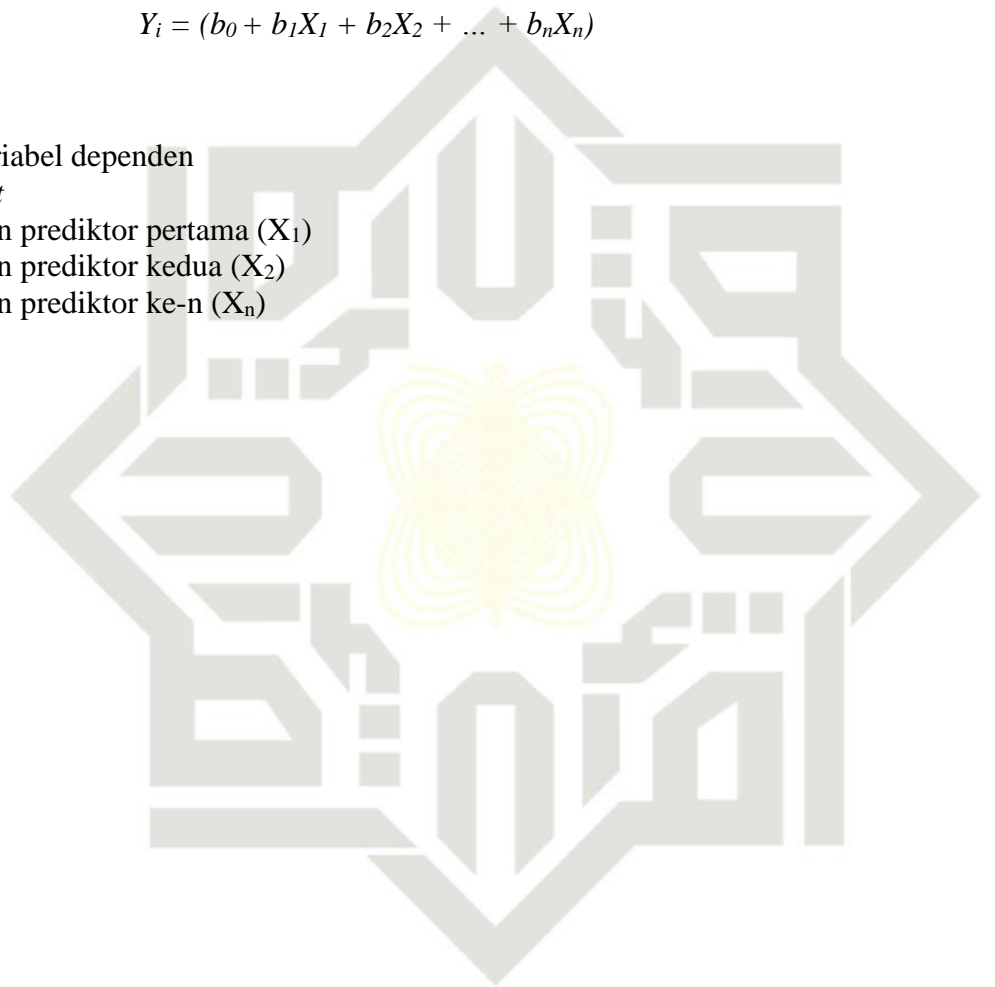 Yi = (b0 + b1X1 + b2X2 + ... + bnXn)
riabel dependen
t
n prediktor pertama (X1)
n prediktor kedua (X2)
n prediktor ke-n (Xn)